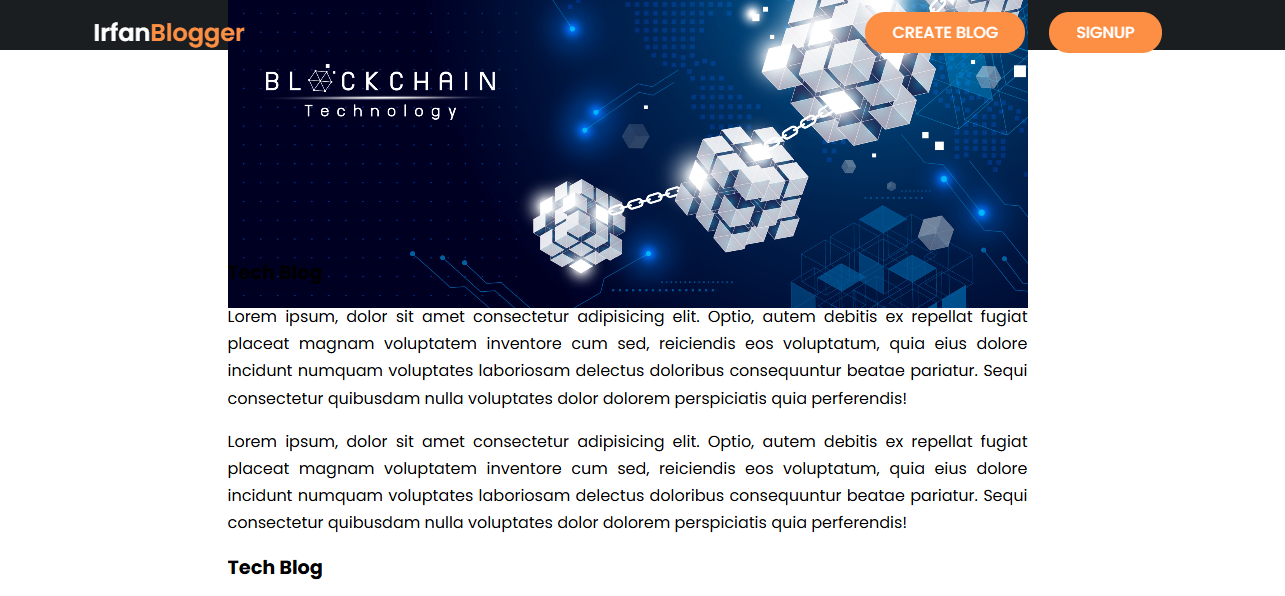 IrfanBlogger
CREATE BLOG
SIGNUP
BLOCKCHAIN
Technology
Tech Blog
Lorem ipsum, dolor sit amet consectetur adipisicing elit. Optio, autem debitis ex repellat fugiat
placeat magnam voluptatem inventore cum sed, reiciendis eos voluptatum, quia eius dolore
incidunt numquam voluptates laboriosam delectus doloribus consequuntur beatae pariatur. Sequi
consectetur quibusdam nulla voluptates dolor dolorem perspiciatis quia perferendis!
Lorem ipsum, dolor sit amet consectetur adipisicing elit. Optio, autem debitis ex repellat fugiat
placeat magnam voluptatem inventore cum sed, reiciendis eos voluptatum, quia eius dolore
incidunt numquam voluptates laboriosam delectus doloribus consequuntur beatae pariatur. Sequi
consectetur quibusdam nulla voluptates dolor dolorem perspiciatis quia perferendis!
Tech Blog